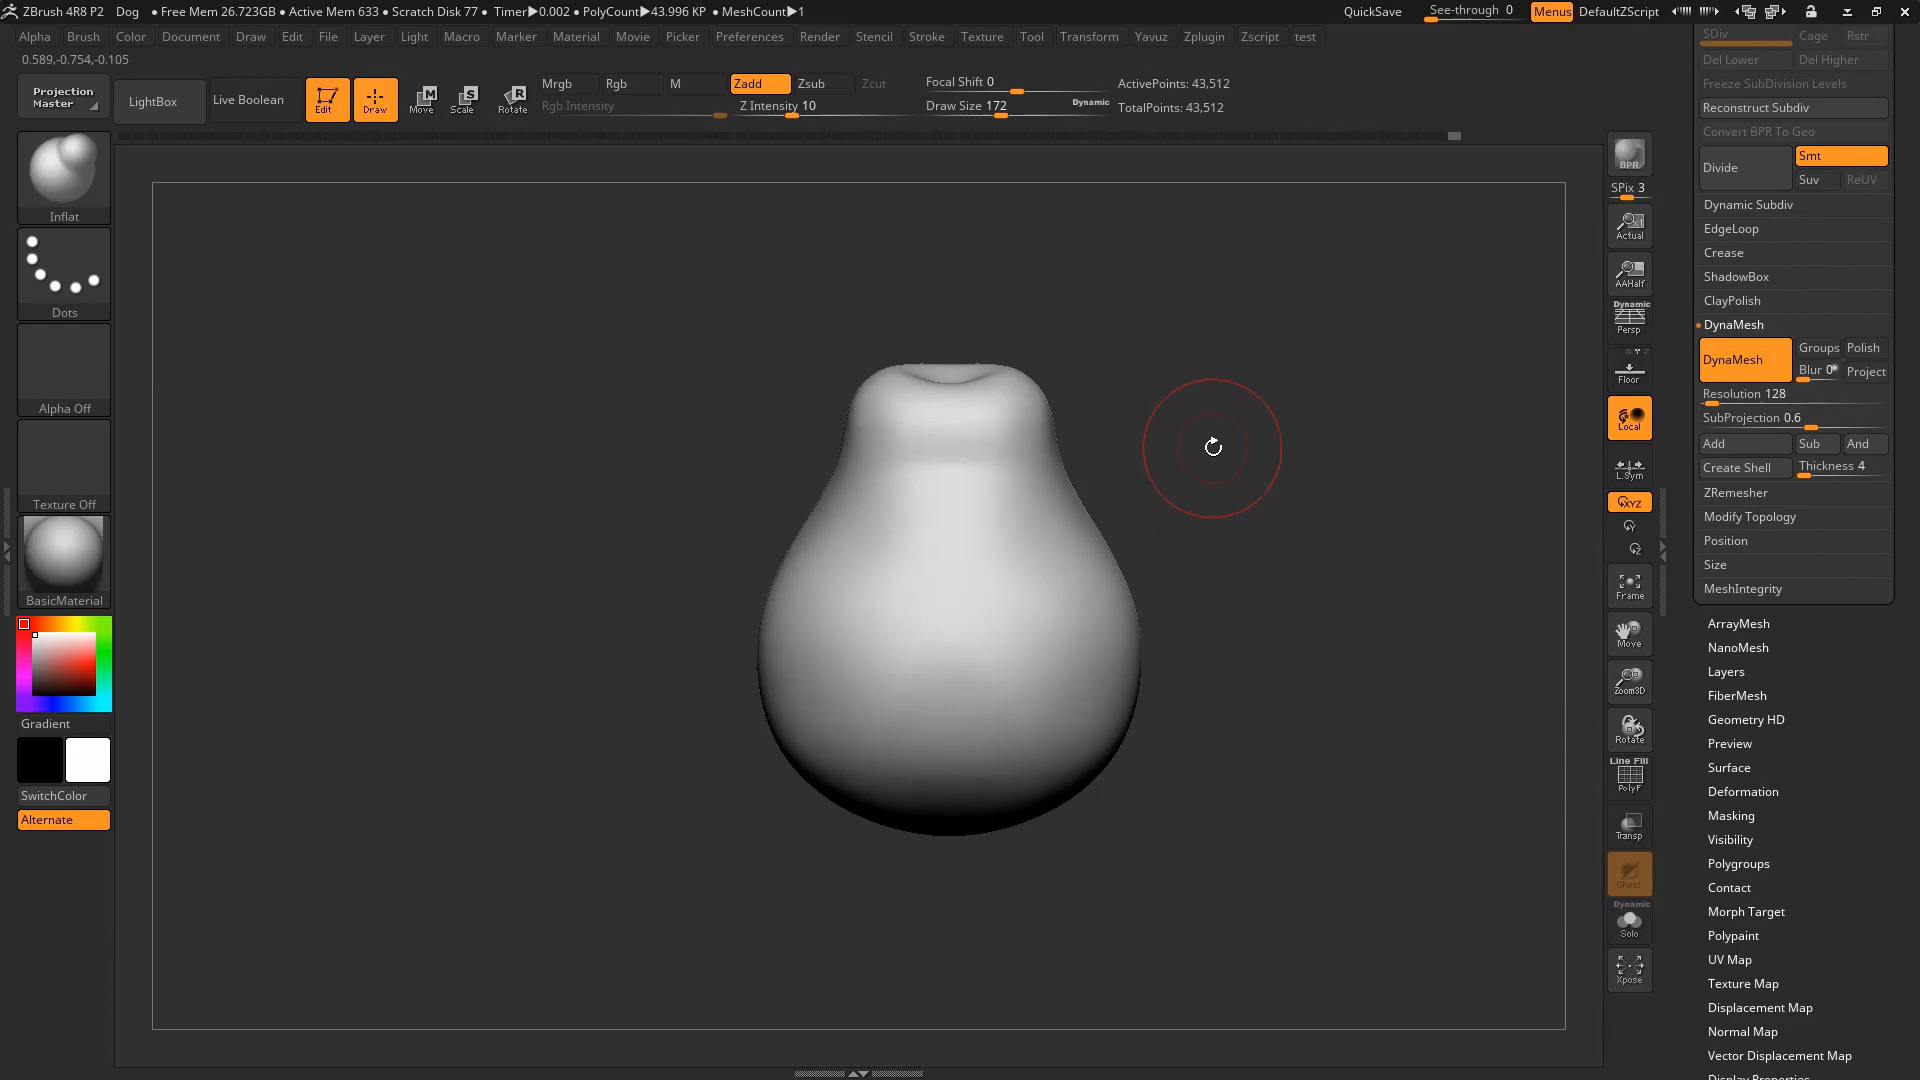 ZBrush 4R8 P2 Dog • Free Mem 26.723GB • Active Mem 633 • Scratch Disk 77 • Timer▶0.002 • PolyCount▶43.996 KP • MeshCount▶1 QuickSave See-through 0 Menus DefaultZScript
Alpha Brush Color Document Draw Edit File Layer Light Macro Marker Material Movie Picker Preferences Render Stencil Stroke Texture Tool Transform Yavuz Zplugin Zscript test
0.589,-0.754,-0.105
Projection Master
LightBox
Live Boolean
Edit
Draw
Move
Scale
Rotate
Mrgb Rgb M Zadd Zsub Zcut
Rgb Intensity Z Intensity 10
Focal Shift 0
Draw Size 172 Dynamic
ActivePoints: 43,512
TotalPoints: 43,512
Inflat
Dots
Alpha Off
Texture Off
BasicMaterial
Gradient
SwitchColor
Alternate
BPR
SPix 3
Actual
AAHalf
Dynamic
Persp
Floor
Local
L.Sym
XYZ
Y
Z
Frame
Move
Zoom3D
Rotate
Line Fill
PolyF
Transp
Ghost
Dynamic
Solo
Xpose
SDiv Cage Rstr
Del Lower Del Higher
Freeze SubDivision Levels
Reconstruct Subdiv
Convert BPR To Geo
Divide Smt
Suv ReUV
Dynamic Subdiv
EdgeLoop
Crease
ShadowBox
ClayPolish
DynaMesh
DynaMesh Groups Polish
Blur 0 Project
Resolution 128
SubProjection 0.6
Add Sub And
Create Shell Thickness 4
ZRemesher
Modify Topology
Position
Size
MeshIntegrity
ArrayMesh
NanoMesh
Layers
FiberMesh
Geometry HD
Preview
Surface
Deformation
Masking
Visibility
Polygroups
Contact
Morph Target
Polypaint
UV Map
Texture Map
Displacement Map
Normal Map
Vector Displacement Map
Display Properties